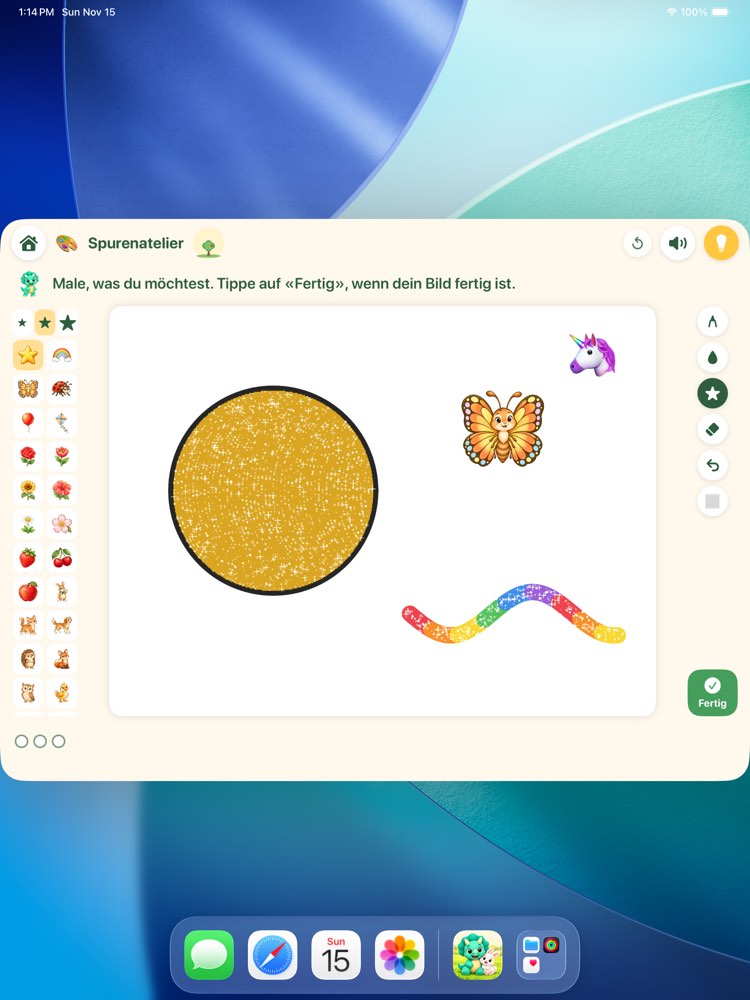 1:14 PM Sun Nov 15
100%
Spurenatelier
Male, was du möchtest. Tippe auf «Fertig», wenn dein Bild fertig ist.
Fertig
Sun
15